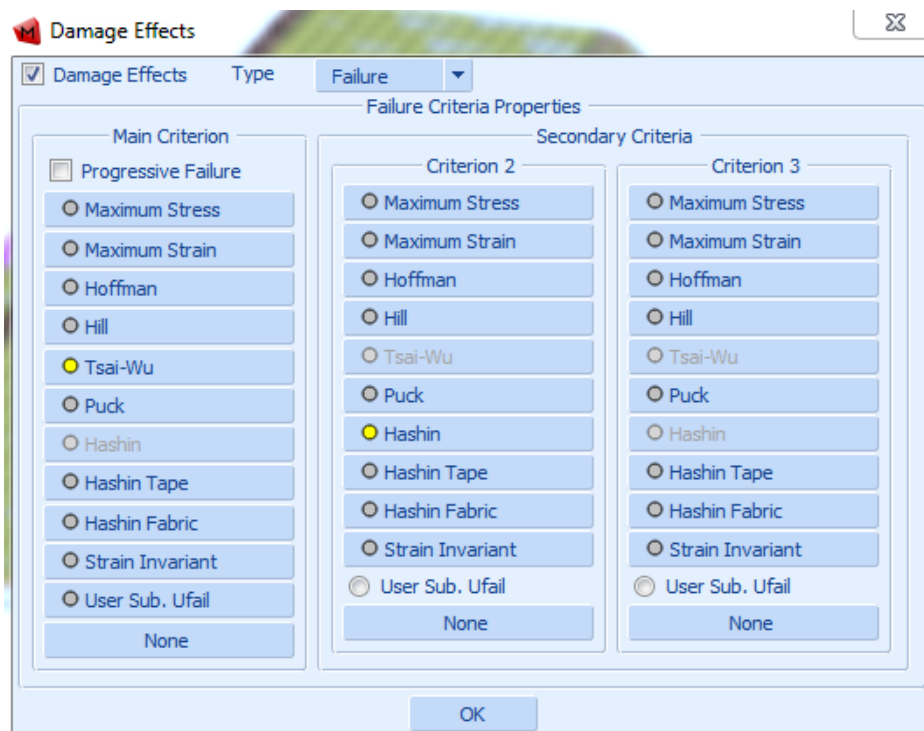 Damage Effects
Damage Effects Type Failure
Failure Criteria Properties
Main Criterion
Progressive Failure
Maximum Stress
Maximum Strain
Hoffman
Hill
Tsai-Wu
Puck
Hashin
Hashin Tape
Hashin Fabric
Strain Invariant
User Sub. Ufail
None
Secondary Criteria
Criterion 2
Maximum Stress
Maximum Strain
Hoffman
Hill
Tsai-Wu
Puck
Hashin
Hashin Tape
Hashin Fabric
Strain Invariant
User Sub. Ufail
None
Criterion 3
Maximum Stress
Maximum Strain
Hoffman
Hill
Tsai-Wu
Puck
Hashin
Hashin Tape
Hashin Fabric
Strain Invariant
User Sub. Ufail
None
OK